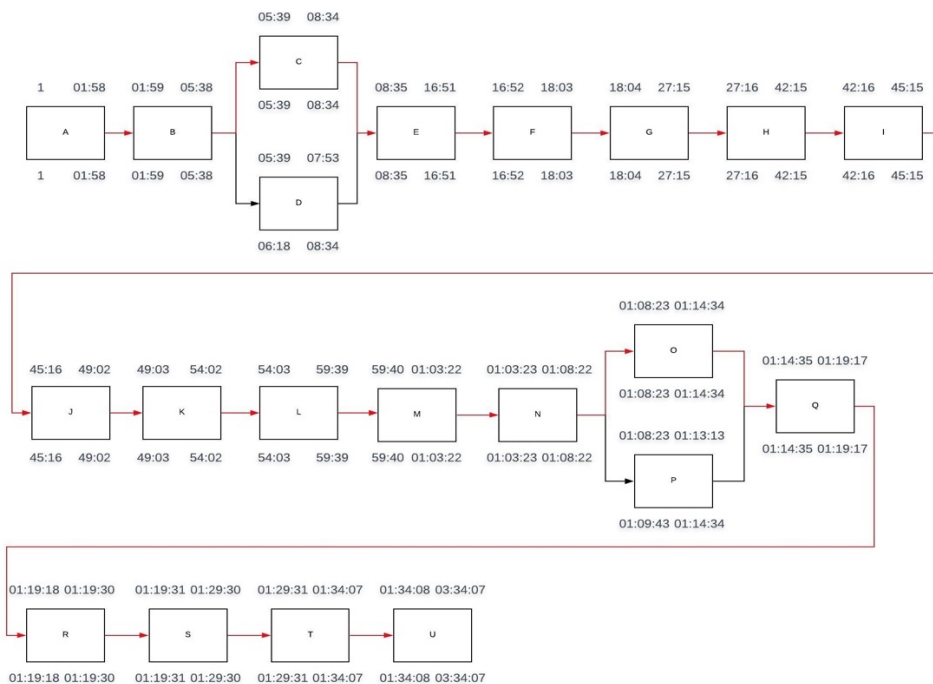 05:39 08:34
C
05:39 08:34
1 01:58 01:59 05:38
A B
1 01:58 01:59 05:38
05:39 07:53
D
06:18 08:34
08:35 16:51 16:52 18:03 18:04 27:15 27:16 42:15 42:16 45:15
E F G H I
08:35 16:51 16:52 18:03 18:04 27:15 27:16 42:15 42:16 45:15
45:16 49:02 49:03 54:02 54:03 59:39 59:40 01:03:22 01:03:23 01:08:22
J K L M N
45:16 49:02 49:03 54:02 54:03 59:39 59:40 01:03:22 01:03:23 01:08:22
01:08:23 01:14:34
O
01:08:23 01:14:34
01:08:23 01:13:13
P
01:09:43 01:14:34
01:14:35 01:19:17
Q
01:14:35 01:19:17
01:19:18 01:19:30 01:19:31 01:29:30 01:29:31 01:34:07 01:34:08 03:34:07
R S T U
01:19:18 01:19:30 01:19:31 01:29:30 01:29:31 01:34:07 01:34:08 03:34:07